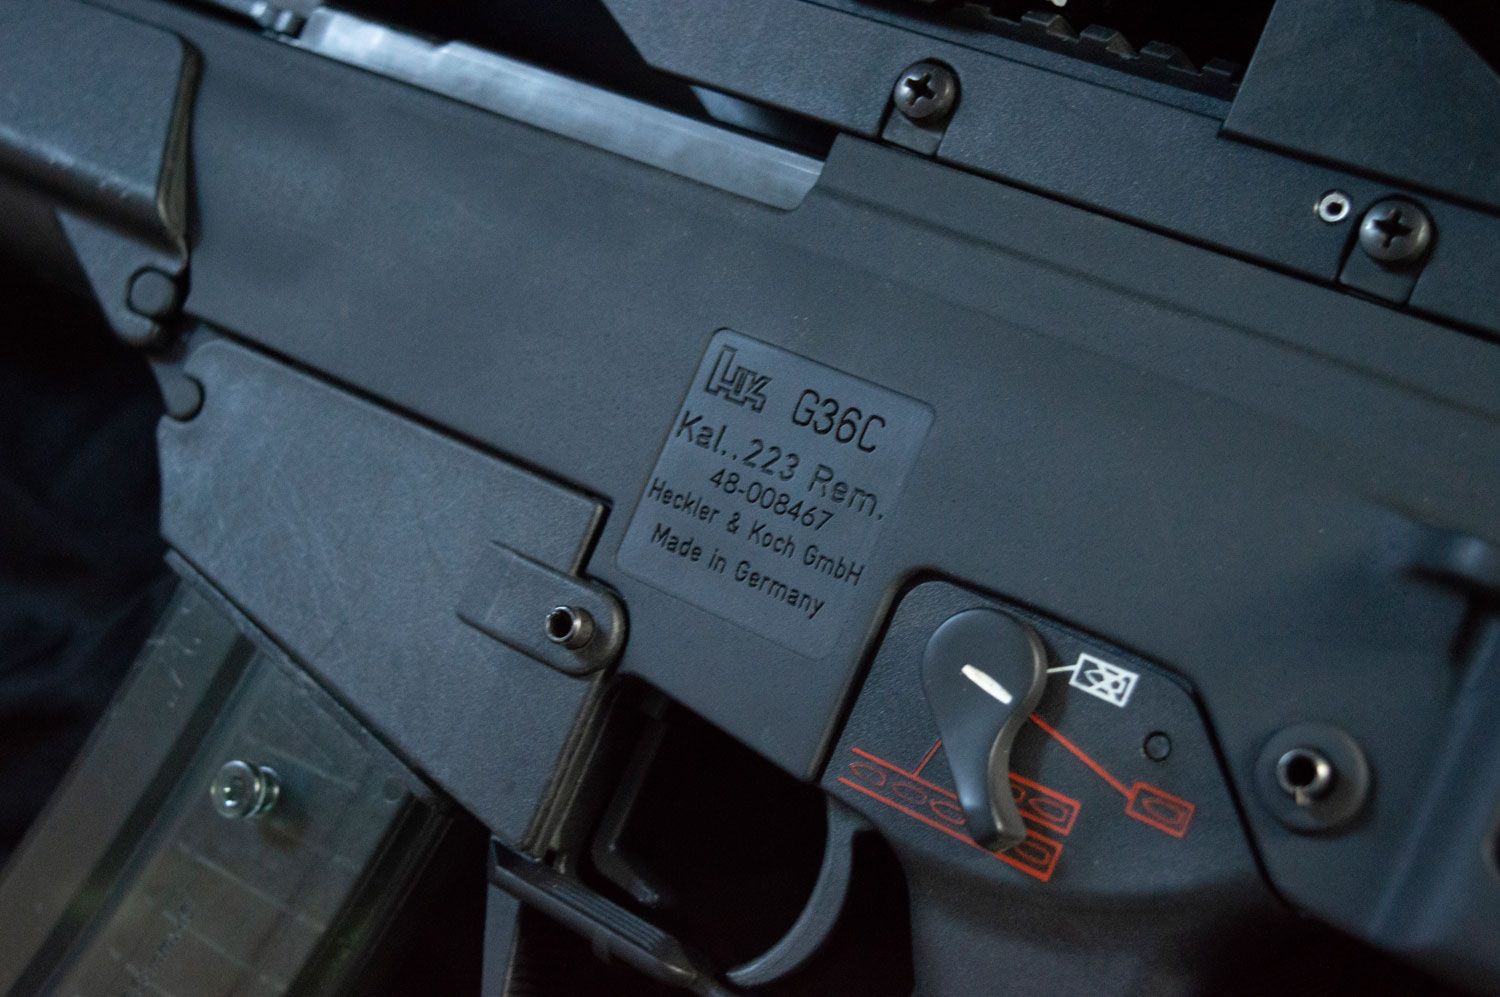 HK G36C
Kal..223 Rem.
48-008467
Heckler & Koch GmbH
Made in Germany